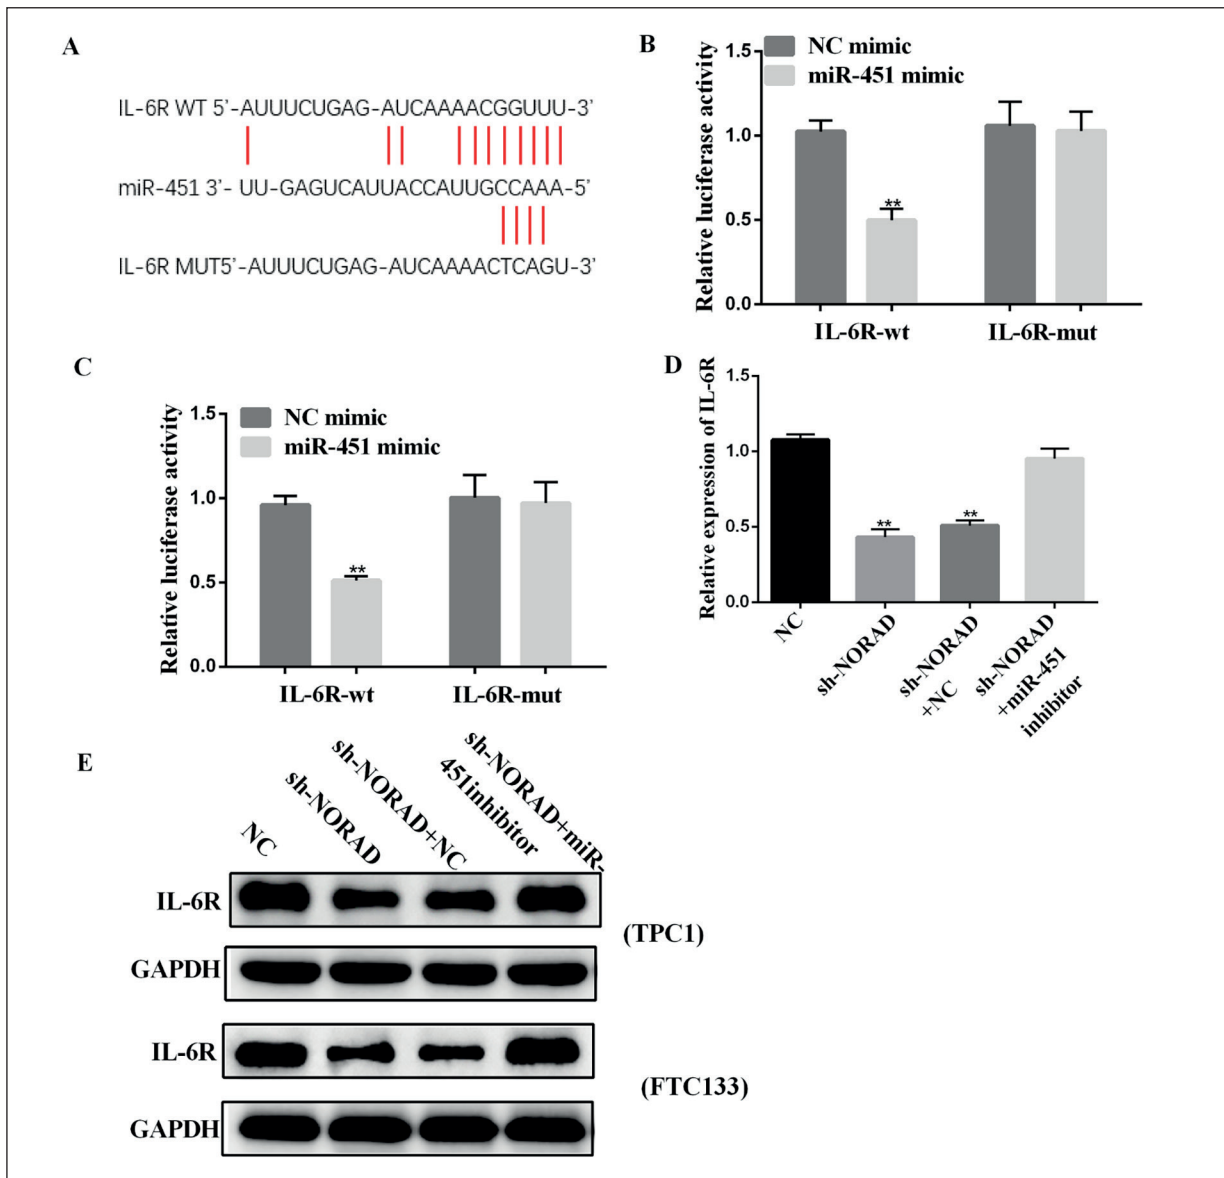 A
IL-6R WT 5’-AUUUCUGAG-AUCAAAACGGUUU-3’
miR-451 3’- UU-GAGUCAUUACCAUUGCCAAA-5’
IL-6R MUT5’-AUUUCUGAG-AUCAAAACTCAGU-3’
B
NC mimic
miR-451 mimic
Relative luciferase activity
1.5
1.0
0.5
0.0
**
IL-6R-wt
IL-6R-mut
C
NC mimic
miR-451 mimic
Relative luciferase activity
1.5
1.0
0.5
0.0
**
IL-6R-wt
IL-6R-mut
D
Relative expression of IL-6R
1.5
1.0
0.5
0.0
**
**
NC
sh-NORAD
sh-NORAD
+NC
sh-NORAD
+miR-451
inhibitor
E
NC
sh-NORAD
sh-NORAD+NC
sh-NORAD+miR-
451inhibitor
IL-6R
GAPDH
(TPC1)
IL-6R
GAPDH
(FTC133)